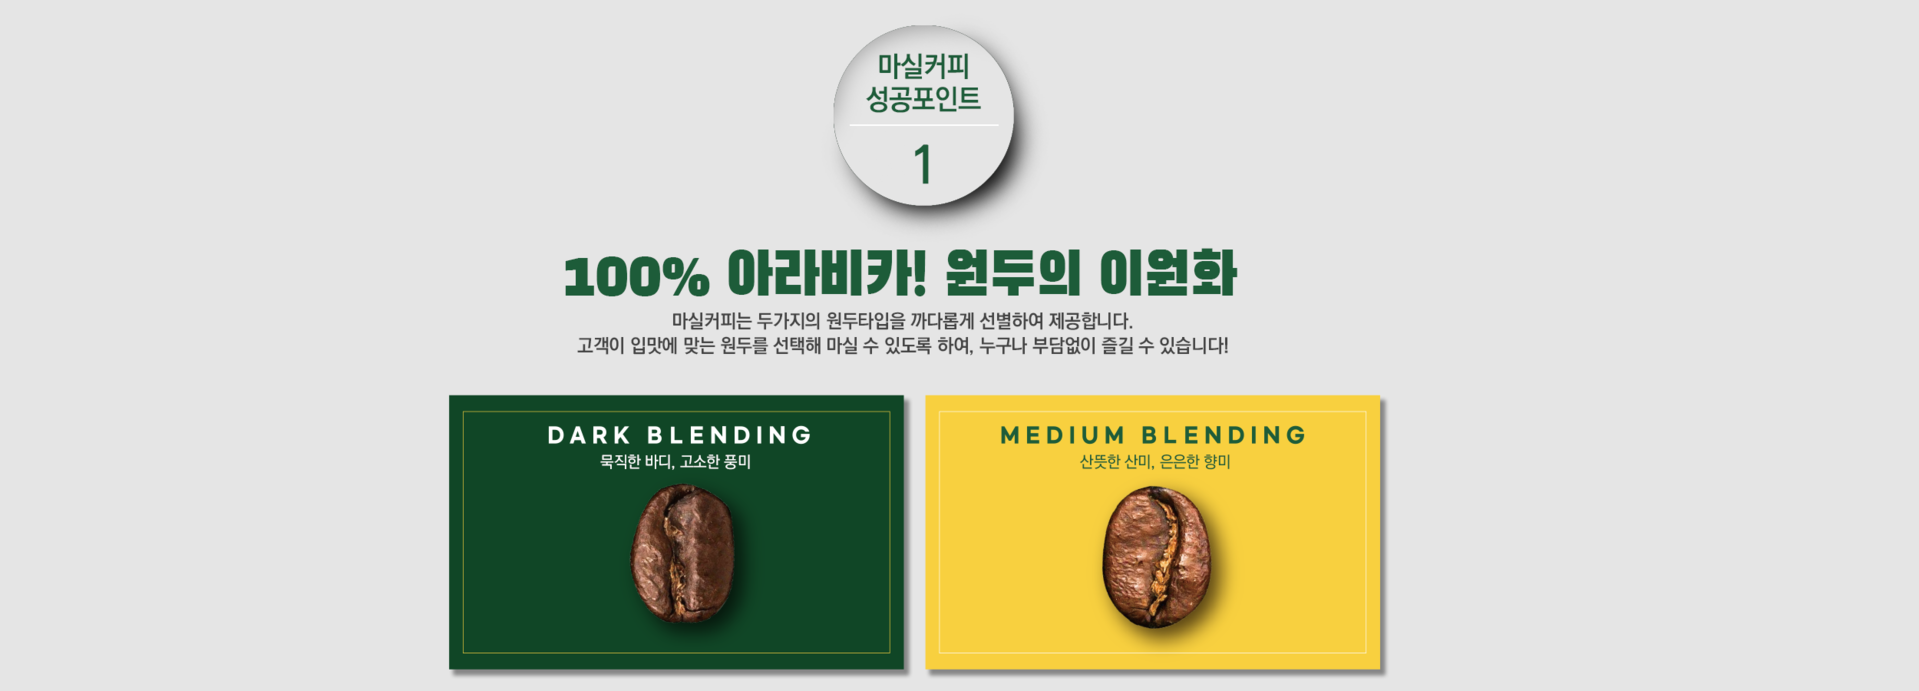 마실커피
성공포인트
1
100% 아라비카! 원두의 이원화
마실커피는 두가지의 원두타입을 까다롭게 선별하여 제공합니다.
고객이 입맛에 맞는 원두를 선택해 마실 수 있도록 하여, 누구나 부담없이 즐길 수 있습니다!
DARK BLENDING
묵직한 바디, 고소한 풍미
MEDIUM BLENDING
산뜻한 산미, 은은한 향미